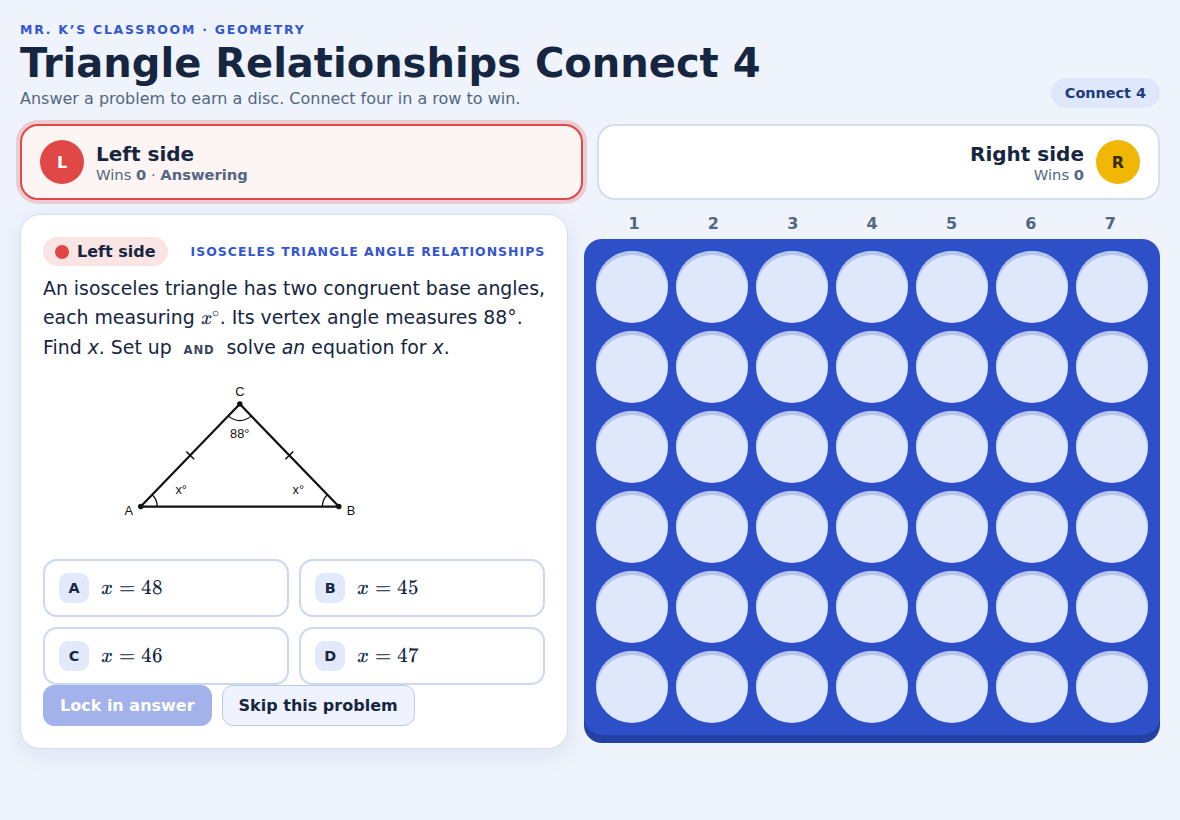 MR. K'S CLASSROOM · GEOMETRY
Triangle Relationships Connect 4
Answer a problem to earn a disc. Connect four in a row to win.
Connect 4
L
Left side
Wins 0 · Answering
Right side
Wins 0
R
Left side
ISOSCELES TRIANGLE ANGLE RELATIONSHIPS
An isosceles triangle has two congruent base angles,
each measuring x°. Its vertex angle measures 88°.
Find x. Set up AND solve an equation for x.
C
88°
x° x°
A B
A x = 48
B x = 45
C x = 46
D x = 47
Lock in answer
Skip this problem
1 2 3 4 5 6 7